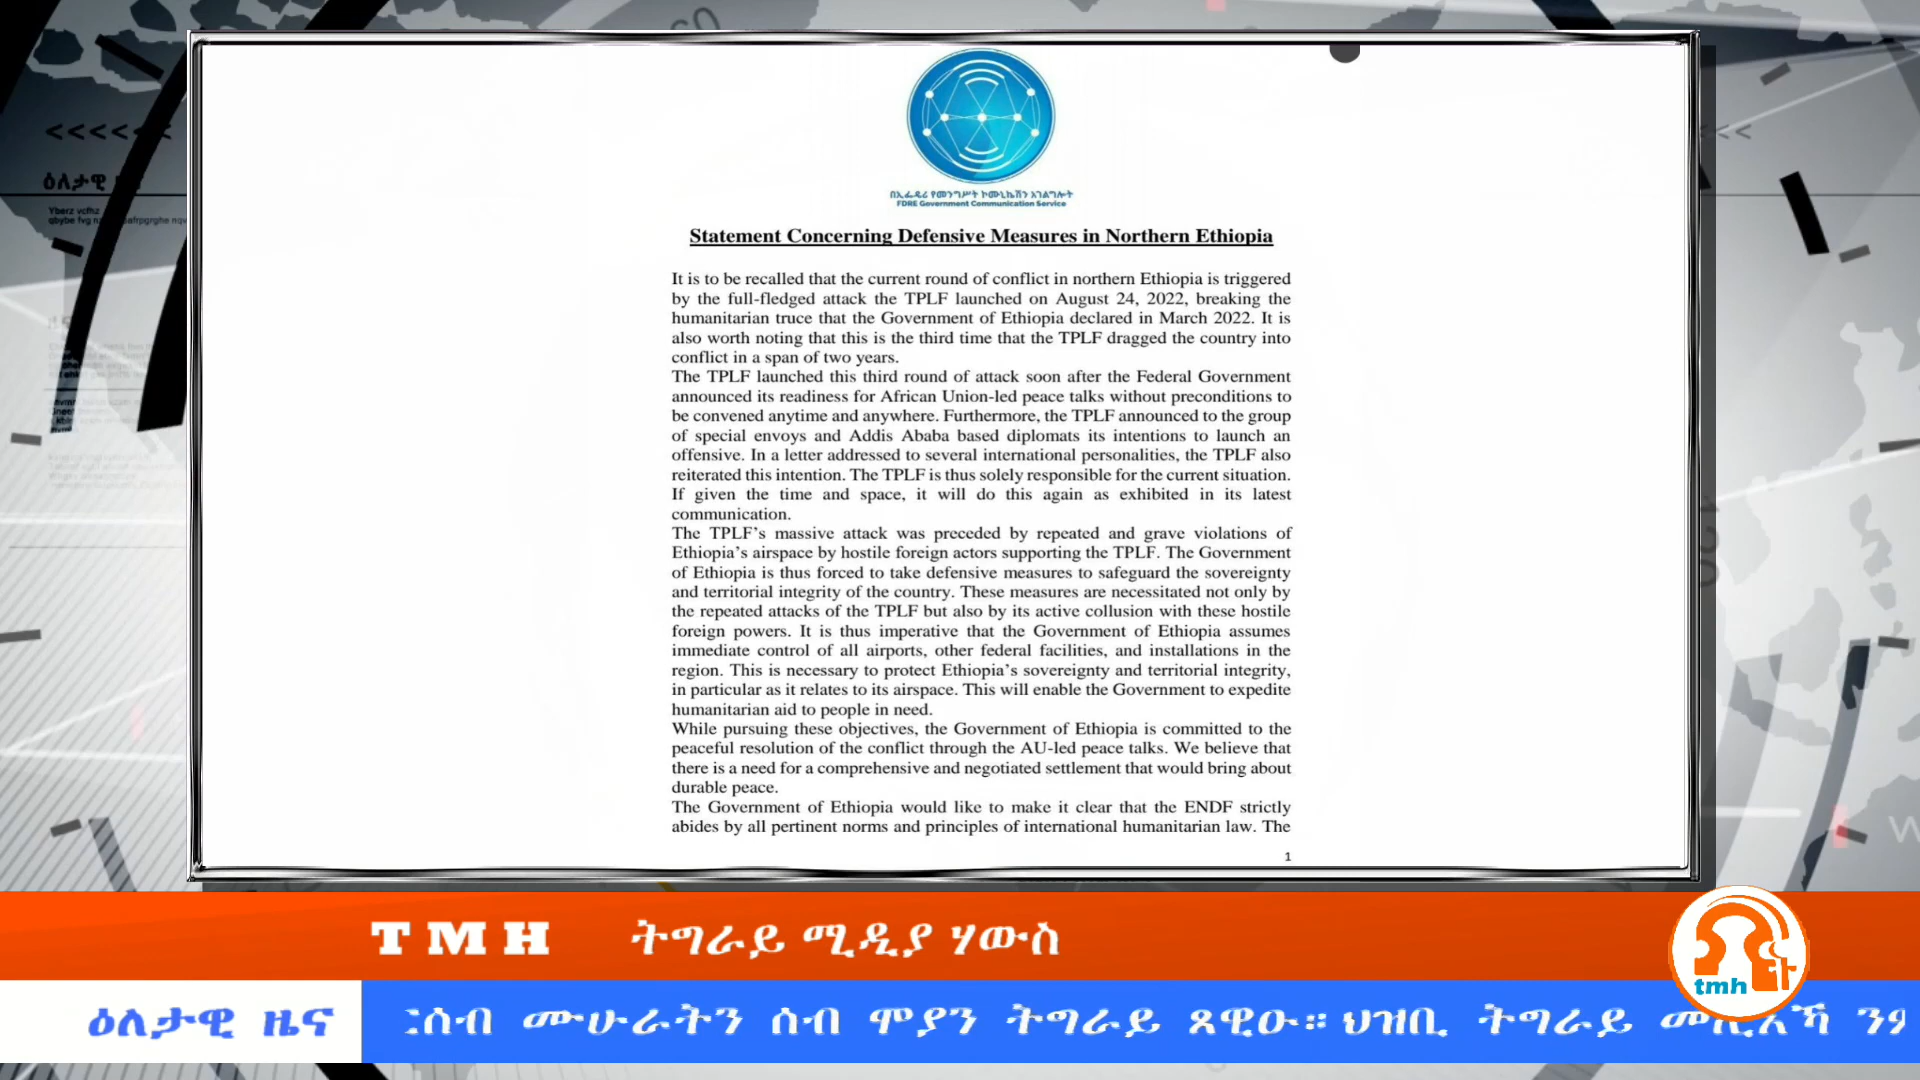 60
<<<<<<
<<
ዕለታዊ
Yberz vcfhz
በኢፌዲሪ የመንግሥት ኮሙኒኬሽን አገልግሎት
FDRE Government Communication Service
Statement Concerning Defensive Measures in Northern Ethiopia
It is to be recalled that the current round of conflict in northern Ethiopia is triggered
by the full-fledged attack the TPLF launched on August 24, 2022, breaking the
humanitarian truce that the Government of Ethiopia declared in March 2022. It is
also worth noting that this is the third time that the TPLF dragged the country into
conflict in a span of two years.
The TPLF launched this third round of attack soon after the Federal Government
announced its readiness for African Union-led peace talks without preconditions to
be convened anytime and anywhere. Furthermore, the TPLF announced to the group
of special envoys and Addis Ababa based diplomats its intentions to launch an
offensive. In a letter addressed to several international personalities, the TPLF also
reiterated this intention. The TPLF is thus solely responsible for the current situation.
If given the time and space, it will do this again as exhibited in its latest
communication.
The TPLF’s massive attack was preceded by repeated and grave violations of
Ethiopia’s airspace by hostile foreign actors supporting the TPLF. The Government
of Ethiopia is thus forced to take defensive measures to safeguard the sovereignty
and territorial integrity of the country. These measures are necessitated not only by
the repeated attacks of the TPLF but also by its active collusion with these hostile
foreign powers. It is thus imperative that the Government of Ethiopia assumes
immediate control of all airports, other federal facilities, and installations in the
region. This is necessary to protect Ethiopia’s sovereignty and territorial integrity,
in particular as it relates to its airspace. This will enable the Government to expedite
humanitarian aid to people in need.
While pursuing these objectives, the Government of Ethiopia is committed to the
peaceful resolution of the conflict through the AU-led peace talks. We believe that
there is a need for a comprehensive and negotiated settlement that would bring about
durable peace.
The Government of Ethiopia would like to make it clear that the ENDF strictly
abides by all pertinent norms and principles of international humanitarian law. The
1
TMH ትግራይ ሚዲያ ሃውስ
tmh
ዕለታዊ ዜና
ሰብ ሙሁራትን ሰብ ሞያን ትግራይ ጸዊዑ። ህዝቢ ትግራይ